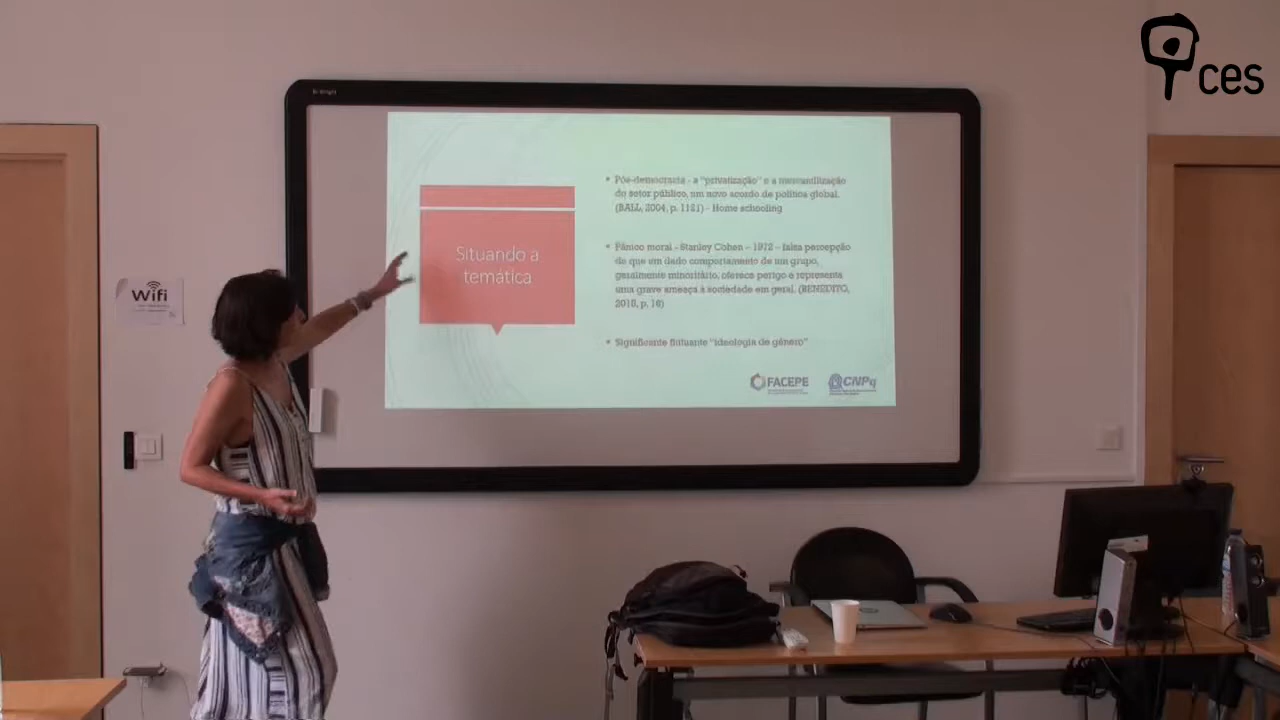 ces
Wifi
Situando a
temática
• Pós-democracia - a "privatização" e a mercantilização
do setor público, um novo acordo de política global.
(BALL, 2004, p. 1121) - Home schooling
• Pânico moral - Stanley Cohen - 1972 - falsa percepção
de que um dado comportamento de um grupo,
geralmente minoritário, oferece perigo e representa
uma grave ameaça à sociedade em geral. (BENEDITO,
p. 16)
• Significante flutuante "ideologia de gênero"
FACEPE
CNPq